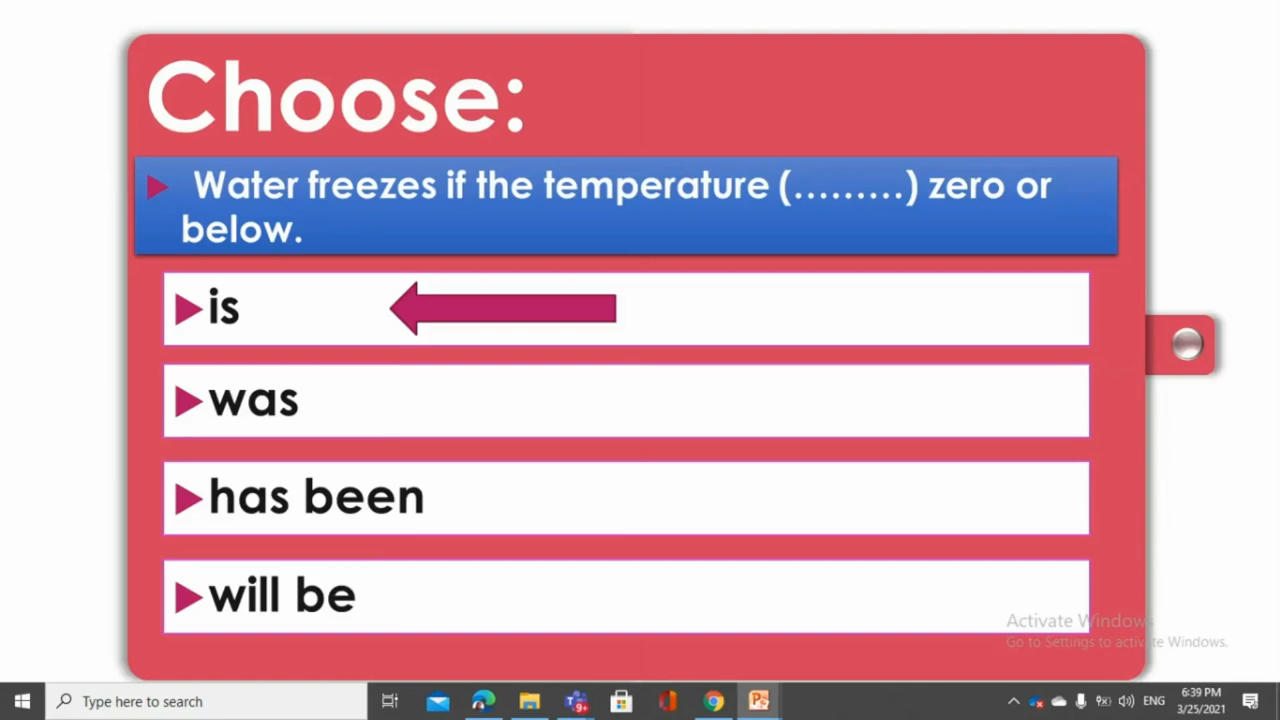 Choose:
Water freezes if the temperature (.........) zero or
below.
is
was
has been
will be
Activate Windows
Go to Settings to activate Windows.
Type here to search
9+
ENG
6:39 PM
3/25/2021